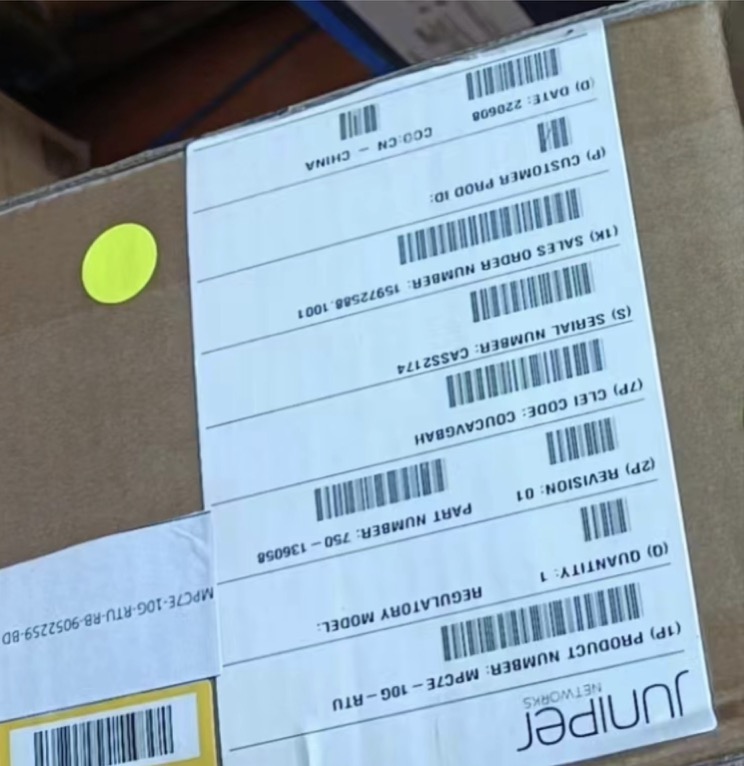 JUNIPER
NETWORKS
(1P) PRODUCT NUMBER: MPC7E-10G-RTU
(Q) QUANTITY: 1
REGULATORY MODEL:
(2P) REVISION: 01
PART NUMBER: 750-136058
(7P) CLEI CODE: COUCAVGBAH
(S) SERIAL NUMBER: CASS2174
(1K) SALES ORDER NUMBER: 15972588.1001
(P) CUSTOMER PROD ID:
(D) DATE: 220608
COO:CN - CHINA
MPC7E-10G-RTU-RB-9052259-BD